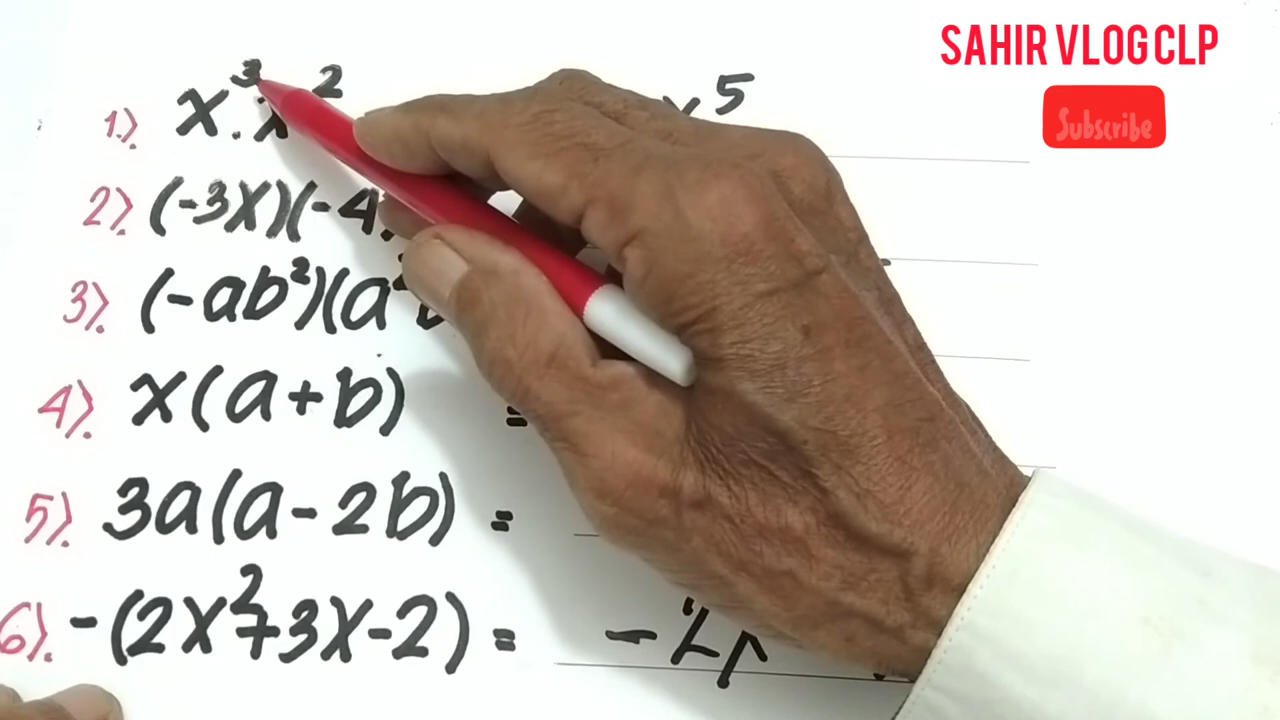 SAHIR VLOG CLP
Subscribe
1.) x³ . x² x⁵
2). (-3x)(-4
3). (-ab²)(a
4). x(a+b) =
5). 3a(a-2b) =
6). -(2x²+3x-2) =